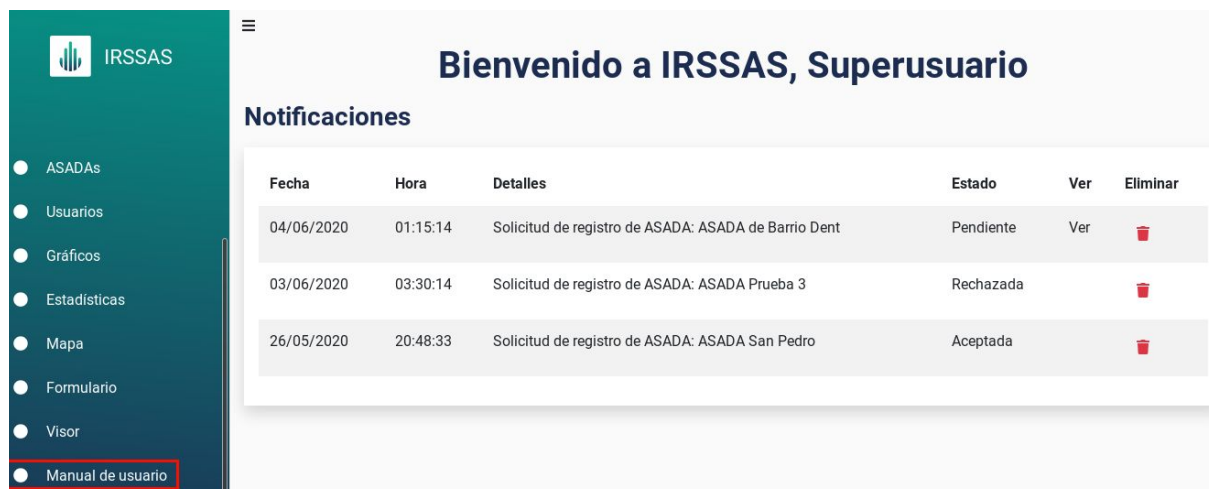 IRSSAS
Bienvenido a IRSSAS, Superusuario
Notificaciones
ASADAs
Usuarios
Gráficos
Estadísticas
Mapa
Formulario
Visor
Manual de usuario
Fecha Hora Detalles Estado Ver Eliminar
04/06/2020 01:15:14 Solicitud de registro de ASADA: ASADA de Barrio Dent Pendiente Ver
03/06/2020 03:30:14 Solicitud de registro de ASADA: ASADA Prueba 3 Rechazada
26/05/2020 20:48:33 Solicitud de registro de ASADA: ASADA San Pedro Aceptada